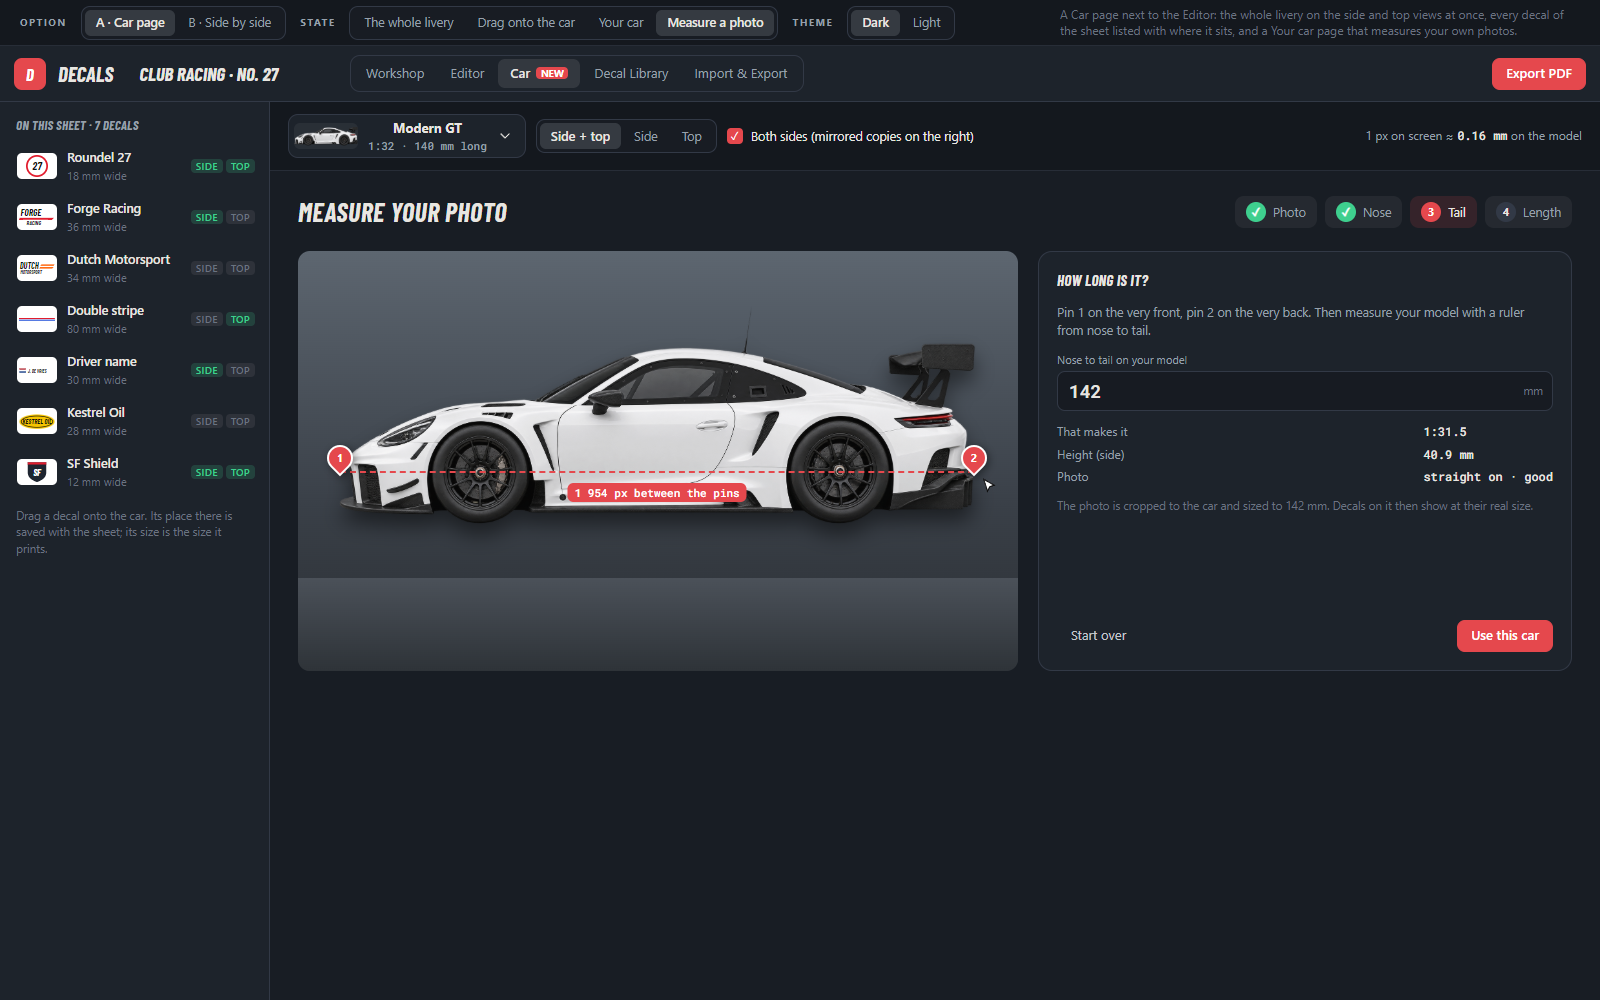 OPTION
A · Car page
B · Side by side
STATE
The whole livery
Drag onto the car
Your car
Measure a photo
THEME
Dark
Light
A Car page next to the Editor: the whole livery on the side and top views at once, every decal of
the sheet listed with where it sits, and a Your car page that measures your own photos.
D
DECALS
CLUB RACING · NO. 27
Workshop
Editor
Car NEW
Decal Library
Import & Export
Export PDF
ON THIS SHEET · 7 DECALS
27
Roundel 27
18 mm wide
SIDE TOP
FORGE
RACING
Forge Racing
36 mm wide
SIDE TOP
DUTCH
MOTORSPORT
Dutch Motorsport
34 mm wide
SIDE TOP
Double stripe
80 mm wide
SIDE TOP
J. DE VRIES
Driver name
30 mm wide
SIDE TOP
KESTREL OIL
Kestrel Oil
28 mm wide
SIDE TOP
SF
SF Shield
12 mm wide
SIDE TOP
Drag a decal onto the car. Its place there is
saved with the sheet; its size is the size it
prints.
Modern GT
1:32 · 140 mm long
Side + top
Side
Top
Both sides (mirrored copies on the right)
1 px on screen ≈ 0.16 mm on the model
MEASURE YOUR PHOTO
Photo
Nose
3 Tail
4 Length
1
2
1 954 px between the pins
HOW LONG IS IT?
Pin 1 on the very front, pin 2 on the very back. Then measure your model with a ruler
from nose to tail.
Nose to tail on your model
142 mm
That makes it 1:31.5
Height (side) 40.9 mm
Photo straight on · good
The photo is cropped to the car and sized to 142 mm. Decals on it then show at their real size.
Start over
Use this car